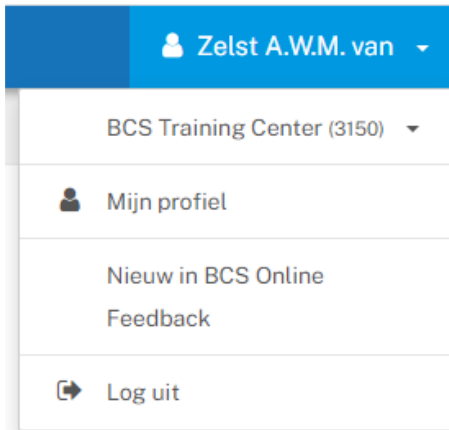 Zelst A.W.M. van
BCS Training Center (3150)
Mijn profiel
Nieuw in BCS Online
Feedback
Log uit